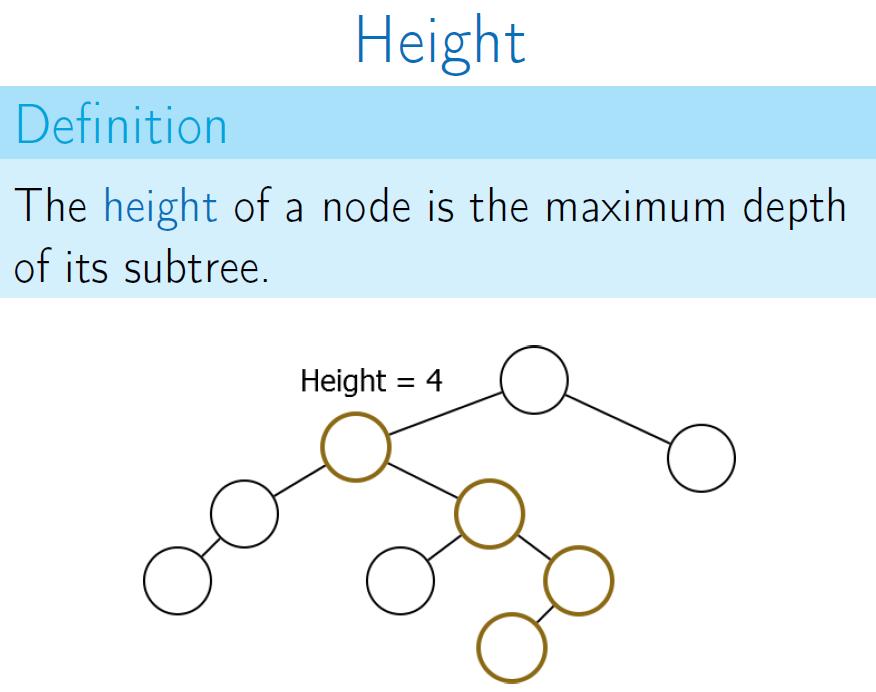 Height
Definition
The height of a node is the maximum depth
of its subtree.
Height = 4